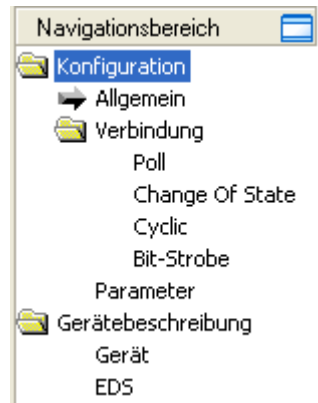 Navigationsbereich
Konfiguration
Allgemein
Verbindung
Poll
Change Of State
Cyclic
Bit-Strobe
Parameter
Gerätebeschreibung
Gerät
EDS